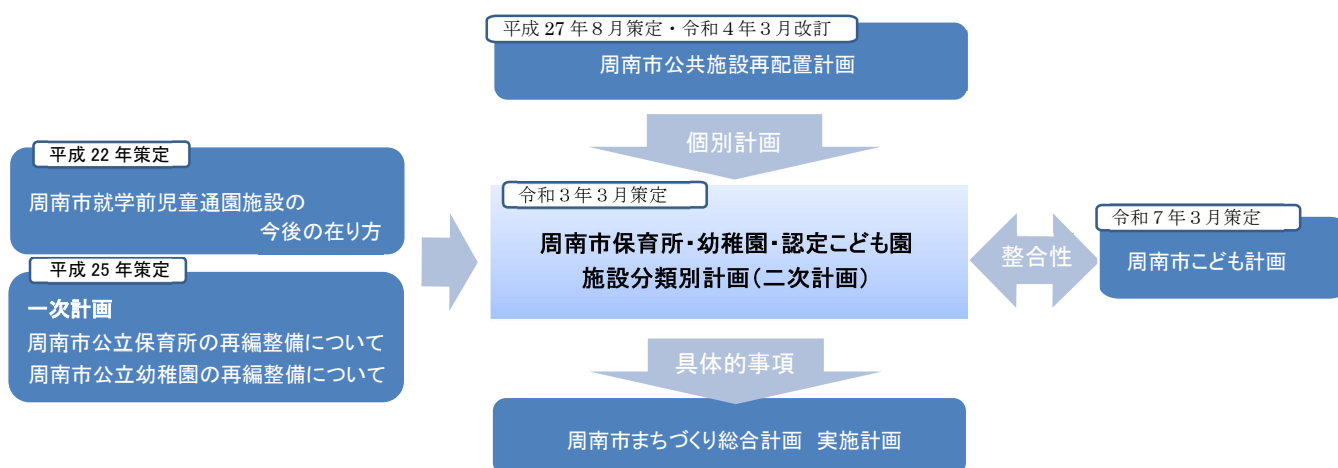 平成27年8月策定・令和4年3月改訂
周南市公共施設再配置計画
個別計画
平成22年策定
周南市就学前児童通園施設の
今後の在り方
平成25年策定
一次計画
周南市公立保育所の再編整備について
周南市公立幼稚園の再編整備について
令和3年3月策定
周南市保育所・幼稚園・認定こども園
施設分類別計画(二次計画)
整合性
令和7年3月策定
周南市こども計画
具体的事項
周南市まちづくり総合計画 実施計画